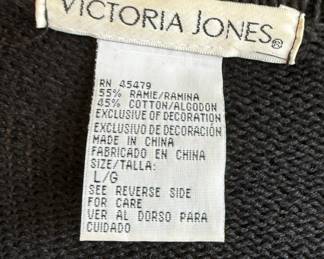 VICTORIA JONES®
RN 45479
55% RAMIE/RAMINA
45% COTTON/ALGODON
EXCLUSIVE OF DECORATION
EXCLUSIVO DE DECORACIÓN
MADE IN CHINA
FABRICADO EN CHINA
SIZE/TALLA:
L/G
SEE REVERSE SIDE
FOR CARE
VER AL DORSO PARA
CUIDADO